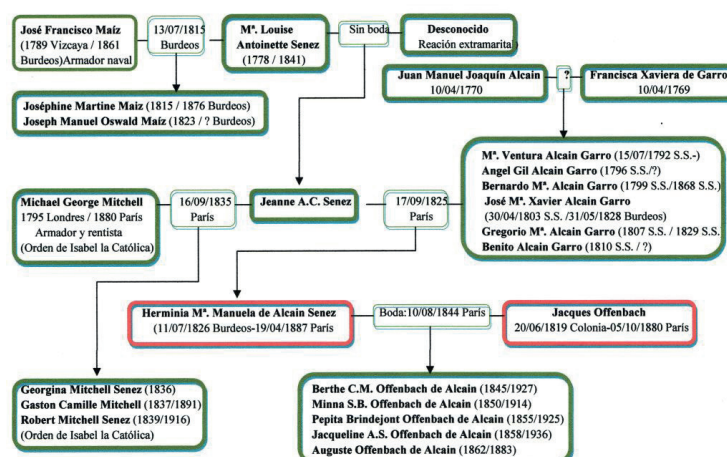 José Francisco Maíz
(1789 Vizcaya / 1861
Burdeos)Armador naval
13/07/1815
Burdeos
Mª. Louise
Antoinette Senez
(1778 / 1841)
Sin boda
Desconocido
Reación extramarital
Juan Manuel Joaquín Alcain
10/04/1770
?
Francisca Xaviera de Garro
10/04/1769
Joséphine Martine Maiz (1815 / 1876 Burdeos)
Joseph Manuel Oswald Maíz (1823 / ? Burdeos)
Mª. Ventura Alcain Garro (15/07/1792 S.S.-)
Angel Gil Alcain Garro (1796 S.S./?)
Bernardo Mª. Alcain Garro (1799 S.S./1868 S.S.)
José Mª. Xavier Alcain Garro
(30/04/1803 S.S. /31/05/1828 Burdeos)
Gregorio Mª. Alcain Garro (1807 S.S. / 1829 S.S.
Benito Alcain Garro (1810 S.S. / ?)
Michael George Mitchell
1795 Londres / 1880 París
Armador y rentista
(Orden de Isabel la Católica)
16/09/1835
París
Jeanne A.C. Senez
17/09/1825
París
Herminia Mª. Manuela de Alcain Senez
(11/07/1826 Burdeos-19/04/1887 París)
Boda:10/08/1844 París
Jacques Offenbach
20/06/1819 Colonia-05/10/1880 París
Georgina Mitchell Senez (1836)
Gaston Camille Mitchell (1837/1891)
Robert Mitchell Senez (1839/1916)
(Orden de Isabel la Católica)
Berthe C.M. Offenbach de Alcain (1845/1927)
Minna S.B. Offenbach de Alcain (1850/1914)
Pepita Brindejont Offenbach de Alcain (1855/1925)
Jacqueline A.S. Offenbach de Alcain (1858/1936)
Auguste Offenbach de Alcain (1862/1883)